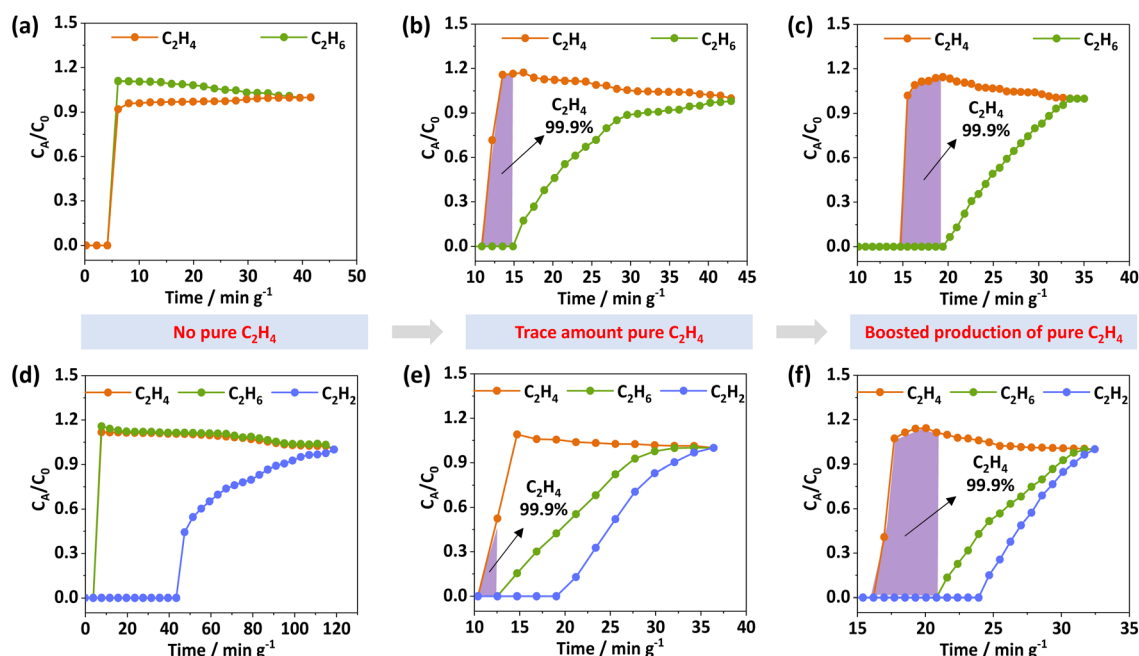 (a)
C₂H₄ C₂H₆
1.5
1.2
0.9
0.6
0.3
0.0
C_A/C₀
0 10 20 30 40 50
Time / min g⁻¹
(b)
C₂H₄ C₂H₆
1.5
1.2
0.9
0.6
0.3
0.0
C_A/C₀
C₂H₄
99.9%
10 15 20 25 30 35 40 45
Time / min g⁻¹
(c)
C₂H₄ C₂H₆
1.5
1.2
0.9
0.6
0.3
0.0
C_A/C₀
C₂H₄
99.9%
10 15 20 25 30 35 40
Time / min g⁻¹
No pure C₂H₄
Trace amount pure C₂H₄
Boosted production of pure C₂H₄
(d)
C₂H₄ C₂H₆ C₂H₂
1.5
1.2
0.9
0.6
0.3
0.0
C_A/C₀
0 20 40 60 80 100 120
Time / min g⁻¹
(e)
C₂H₄ C₂H₆ C₂H₂
1.5
1.2
0.9
0.6
0.3
0.0
C_A/C₀
C₂H₄
99.9%
10 15 20 25 30 35 40
Time / min g⁻¹
(f)
C₂H₄ C₂H₆ C₂H₂
1.5
1.2
0.9
0.6
0.3
0.0
C_A/C₀
C₂H₄
99.9%
15 20 25 30 35
Time / min g⁻¹